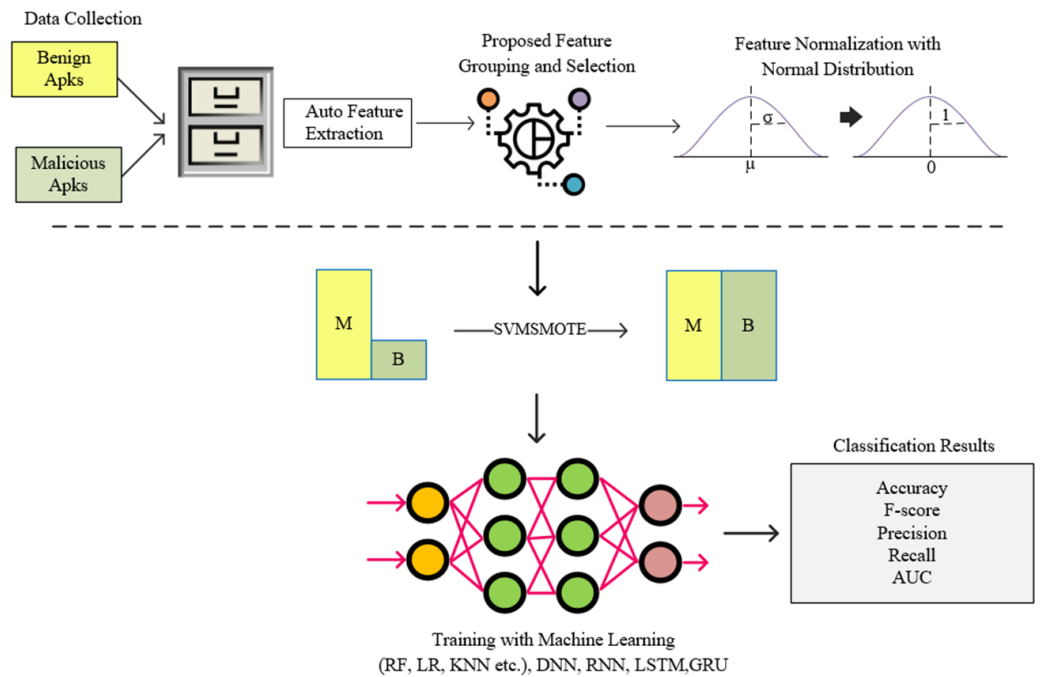 Data Collection
Benign
Apks
Malicious
Apks
Auto Feature
Extraction
Proposed Feature
Grouping and Selection
Feature Normalization with
Normal Distribution
σ
μ
1
0
M
B
SVMSMOTE
M
B
Training with Machine Learning
(RF, LR, KNN etc.), DNN, RNN, LSTM,GRU
Classification Results
Accuracy
F-score
Precision
Recall
AUC